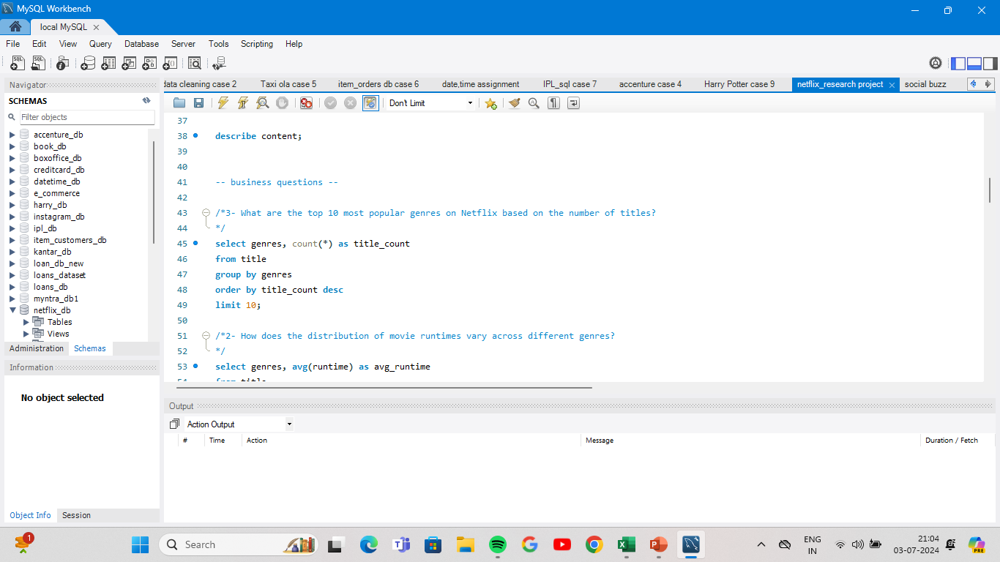 MySQL Workbench
local MySQL
File Edit View Query Database Server Tools Scripting Help
Navigator
SCHEMAS
Filter objects
accenture_db
book_db
boxoffice_db
creditcard_db
datetime_db
e_commerce
harry_db
instagram_db
ipl_db
item_customers_db
kantar_db
loan_db_new
loans_dataset
loans_db
myntra_db1
netflix_db
Tables
Views
Administration Schemas
Information
No object selected
Object Info Session
data cleaning case 2 Taxi ola case 5 item_orders db case 6 date,time assignment IPL_sql case 7 accenture case 4 Harry Potter case 9 netflix_research project social buzz
Don't Limit
37
38 describe content;
39
40
41 -- business questions --
42
43 /*3- What are the top 10 most popular genres on Netflix based on the number of titles?
44 */
45 select genres, count(*) as title_count
46 from title
47 group by genres
48 order by title_count desc
49 limit 10;
50
51 /*2- How does the distribution of movie runtimes vary across different genres?
52 */
53 select genres, avg(runtime) as avg_runtime
54 from title
Output
Action Output
# Time Action Message Duration / Fetch
1
Search
ENG
IN
21:04
03-07-2024
PRE